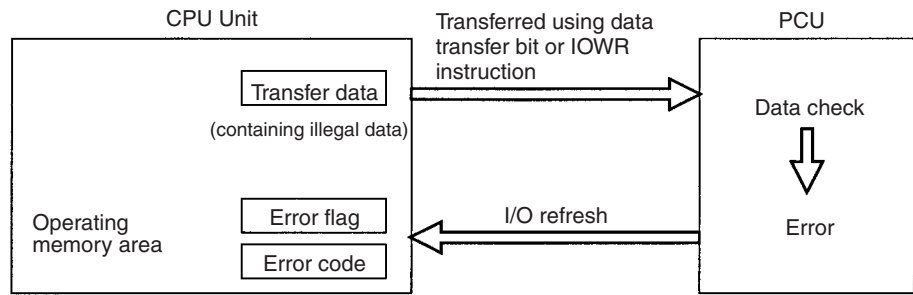 CPU Unit
Transferred using data
transfer bit or IOWR
instruction
PCU
Transfer data
(containing illegal data)
Data check
Operating
memory area
Error flag
Error code
I/O refresh
Error